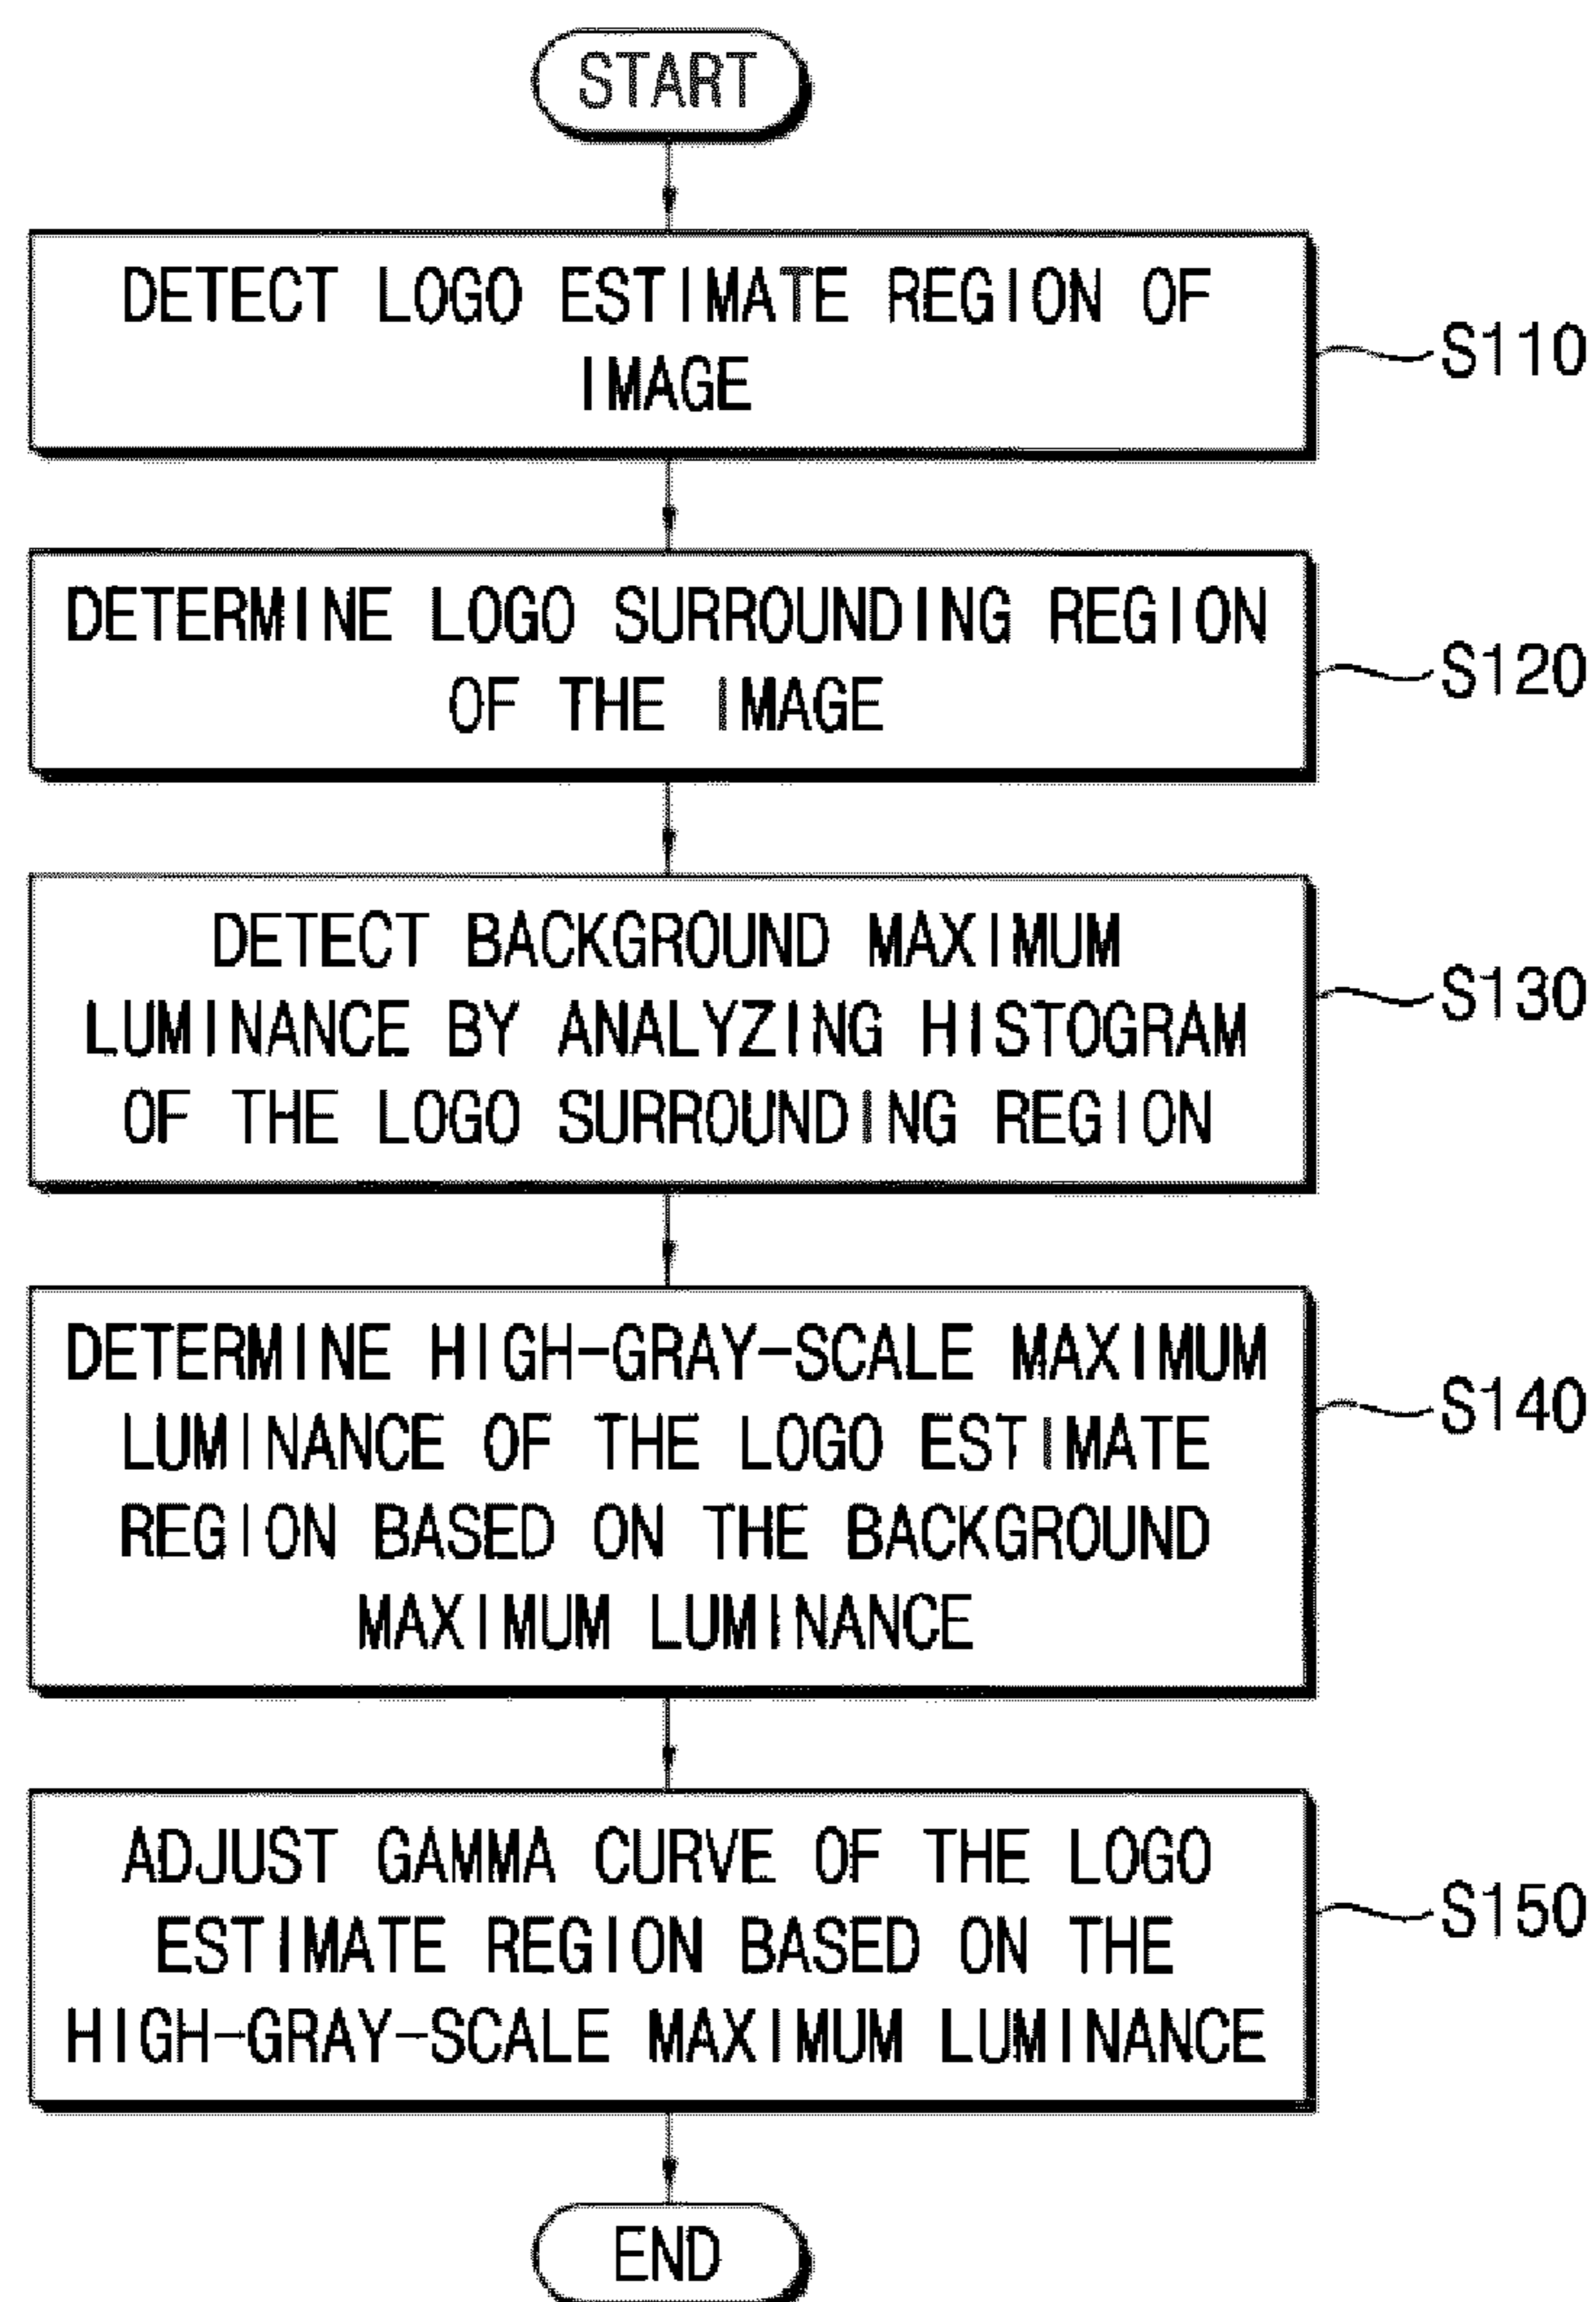 START
DETECT LOGO ESTIMATE REGION OF
IMAGE
S110
DETERMINE LOGO SURROUNDING REGION
OF THE IMAGE
S120
DETECT BACKGROUND MAXIMUM
LUMINANCE BY ANALYZING HISTOGRAM
OF THE LOGO SURROUNDING REGION
S130
DETERMINE HIGH-GRAY-SCALE MAXIMUM
LUMINANCE OF THE LOGO ESTIMATE
REGION BASED ON THE BACKGROUND
MAXIMUM LUMINANCE
S140
ADJUST GAMMA CURVE OF THE LOGO
ESTIMATE REGION BASED ON THE
HIGH-GRAY-SCALE MAXIMUM LUMINANCE
S150
END